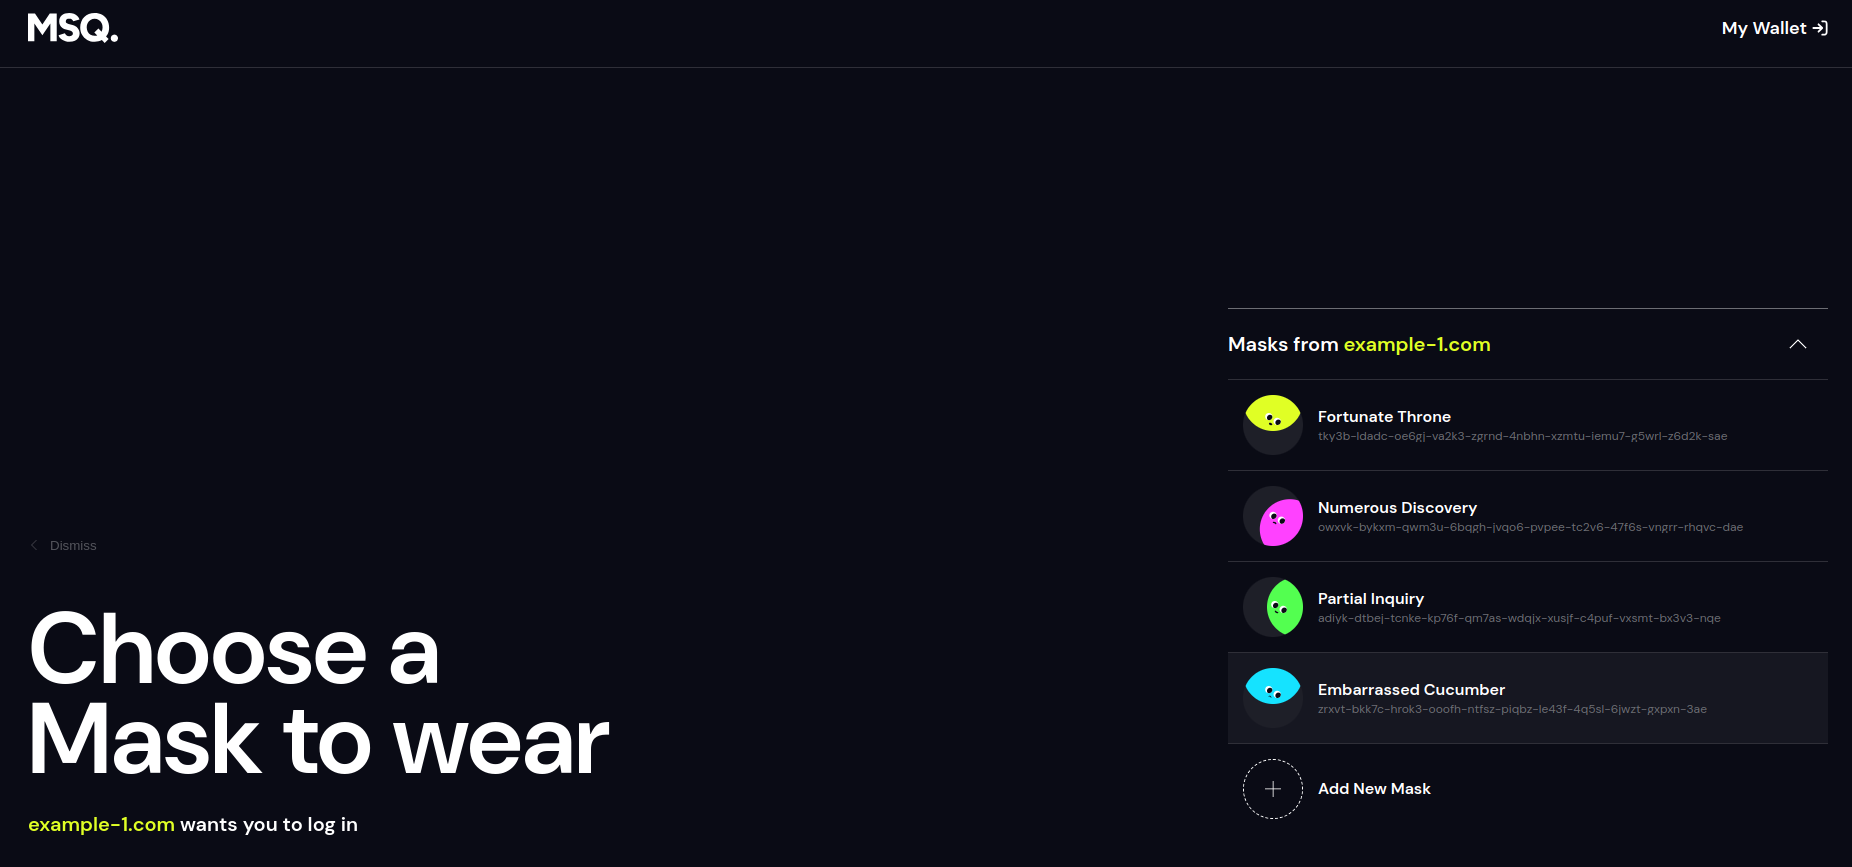 MSQ.
My Wallet
Masks from example-1.com
Fortunate Throne
tky3b-ldadc-oe6gj-va2k3-zgrnd-4nbhn-xzmtu-iemu7-g5wrl-z6d2k-sae
Numerous Discovery
owxvk-bykxm-qwm3u-6bqgh-jvqo6-pvpee-tc2v6-47f6s-vngrr-rhqvc-dae
Partial Inquiry
adiyk-dtbej-tcnke-kp76f-qm7as-wdqjx-xusjf-c4puf-vxsmt-bx3v3-nqe
Embarrassed Cucumber
zrxvt-bkk7c-hrok3-ooofh-ntfsz-piqbz-le43f-4q5sl-6jwzt-gxpxn-3ae
Add New Mask
Dismiss
Choose a
Mask to wear
example-1.com wants you to log in